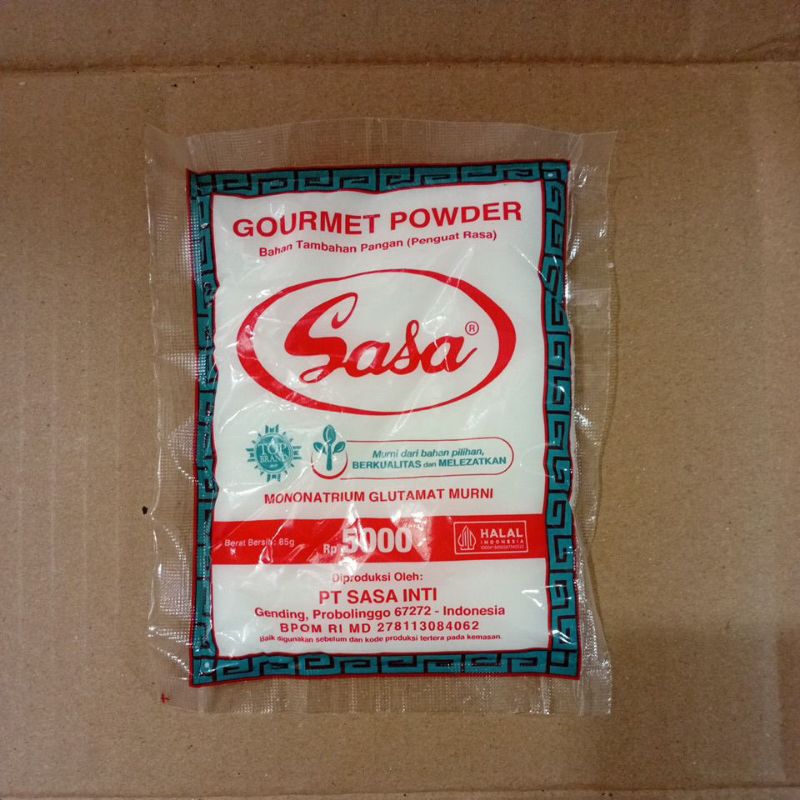 GOURMET POWDER
Bahan Tambahan Pangan (Penguat Rasa)
Sasa®
TOP
BRAND
Murni dari bahan pilihan,
BERKUALITAS dan MELEZATKAN
MONONATRIUM GLUTAMAT MURNI
Berat Bersih: 85g
Rp 5000
HALAL
INDONESIA
Diproduksi Oleh:
PT SASA INTI
Gending, Probolinggo 67272 - Indonesia
BPOM RI MD 278113084062
Baik digunakan sebelum dan kode produksi tertera pada kemasan.